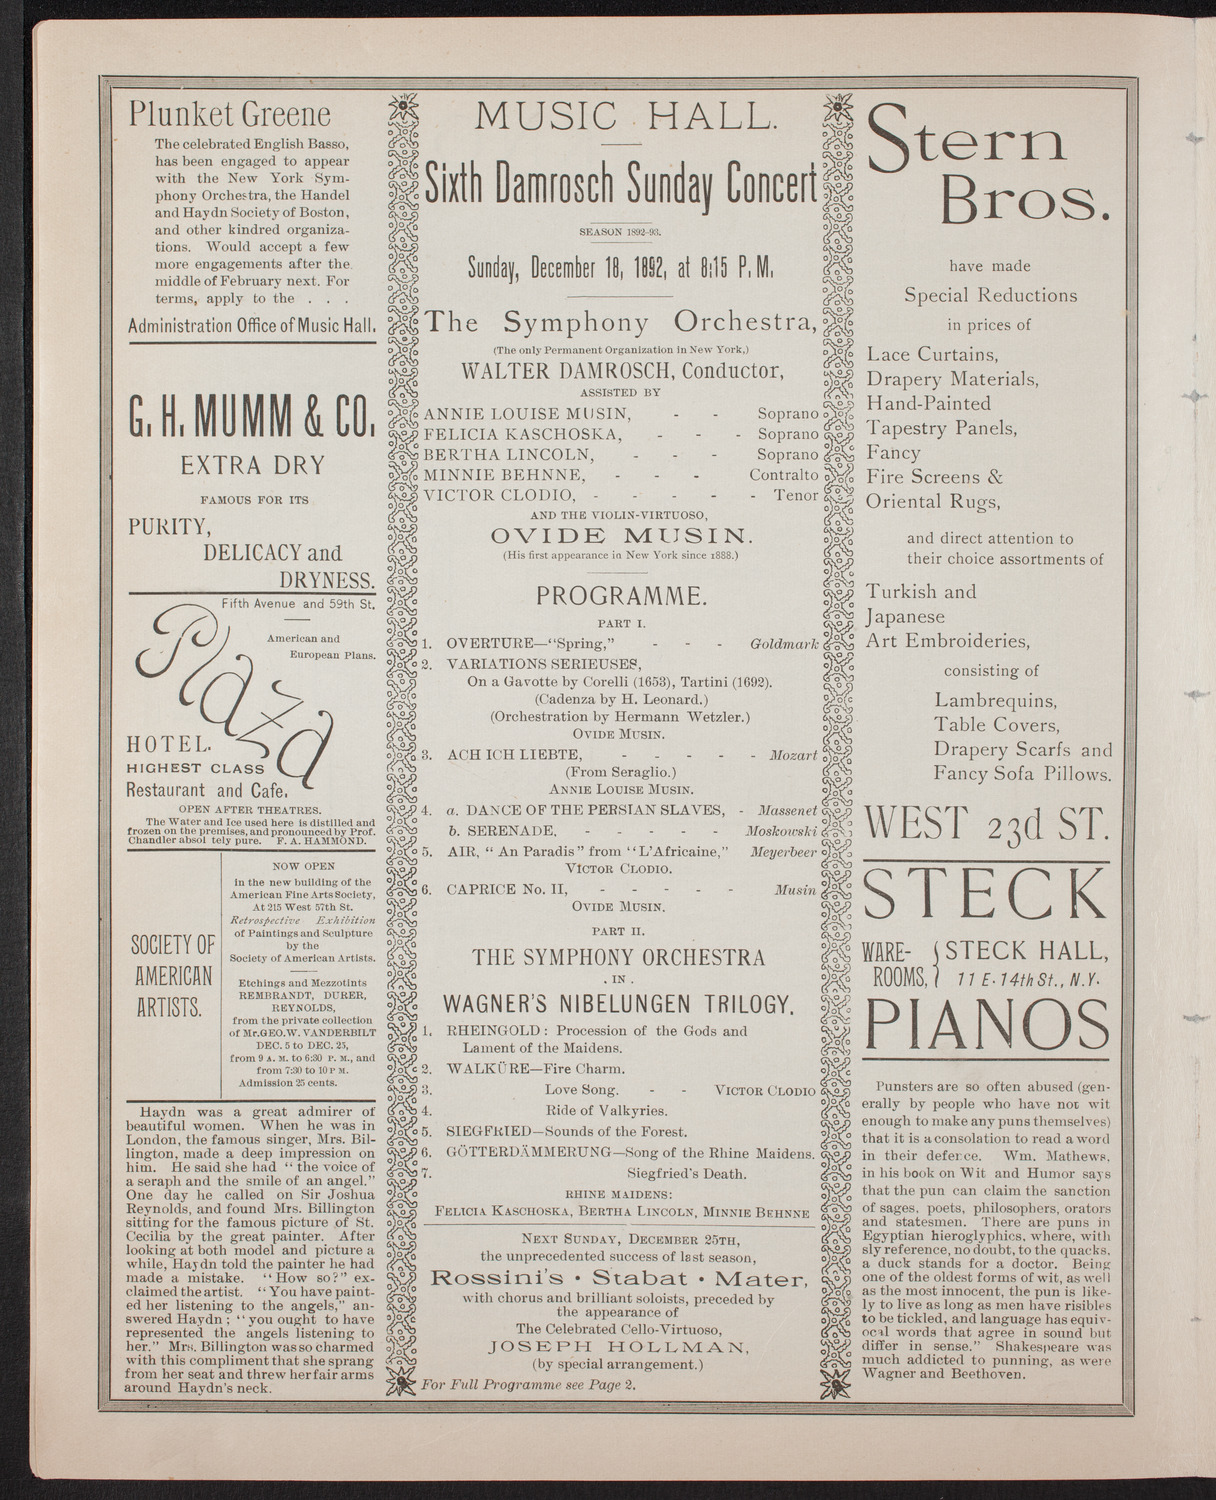 Plunket Greene
The celebrated English Basso,
has been engaged to appear
with the New York Sym-
phony Orchestra, the Handel
and Haydn Society of Boston,
and other kindred organiza-
tions. Would accept a few
more engagements after the
middle of February next. For
terms, apply to the . . .
Administration Office of Music Hall.
G. H. MUMM & CO.
EXTRA DRY
FAMOUS FOR ITS
PURITY,
DELICACY and
DRYNESS.
Fifth Avenue and 59th St.
Plaza
American and
European Plans.
HOTEL.
HIGHEST CLASS
Restaurant and Cafe.
OPEN AFTER THEATRES.
The Water and Ice used here is distilled and
frozen on the premises, and pronounced by Prof.
Chandler absol tely pure. F. A. HAMMOND.
SOCIETY OF
AMERICAN
ARTISTS.
NOW OPEN
in the new building of the
American Fine Arts Society,
At 215 West 57th St.
Retrospective Exhibition
of Paintings and Sculpture
by the
Society of American Artists.
Etchings and Mezzotints
REMBRANDT, DURER,
REYNOLDS,
from the private collection
of Mr. GEO. W. VANDERBILT
DEC. 5 to DEC. 25,
from 9 A. M. to 6:30 P. M., and
from 7:30 to 10 P M.
Admission 25 cents.
Haydn was a great admirer of
beautiful women. When he was in
London, the famous singer, Mrs. Bil-
lington, made a deep impression on
him. He said she had "the voice of
a seraph and the smile of an angel."
One day he called on Sir Joshua
Reynolds, and found Mrs. Billington
sitting for the famous picture of St.
Cecilia by the great painter. After
looking at both model and picture a
while, Haydn told the painter he had
made a mistake. "How so?" ex-
claimed the artist. "You have paint-
ed her listening to the angels," an-
swered Haydn; "you ought to have
represented the angels listening to
her." Mrs. Billington was so charmed
with this compliment that she sprang
from her seat and threw her fair arms
around Haydn's neck.
MUSIC HALL.
Sixth Damrosch Sunday Concert
SEASON 1892-93.
Sunday, December 18, 1892, at 8:15 P. M.
The Symphony Orchestra,
(The only Permanent Organization in New York,)
WALTER DAMROSCH, Conductor,
ASSISTED BY
ANNIE LOUISE MUSIN, - - Soprano
FELICIA KASCHOSKA, - - - Soprano
BERTHA LINCOLN, - - - Soprano
MINNIE BEHNNE, - - - Contralto
VICTOR CLODIO, - - - - - Tenor
AND THE VIOLIN-VIRTUOSO,
OVIDE MUSIN.
(His first appearance in New York since 1888.)
PROGRAMME.
PART I.
1. OVERTURE—"Spring," - - - Goldmark
2. VARIATIONS SERIEUSES,
On a Gavotte by Corelli (1653), Tartini (1692).
(Cadenza by H. Leonard.)
(Orchestration by Hermann Wetzler.)
OVIDE MUSIN.
3. ACH ICH LIEBTE, - - - - - Mozart
(From Seraglio.)
ANNIE LOUISE MUSIN.
4. a. DANCE OF THE PERSIAN SLAVES, - Massenet
b. SERENADE, - - - - - Moskowski
5. AIR, "An Paradis" from "L'Africaine," Meyerbeer
VICTOR CLODIO.
6. CAPRICE No. II, - - - - - Musin
OVIDE MUSIN.
PART II.
THE SYMPHONY ORCHESTRA
. IN .
WAGNER'S NIBELUNGEN TRILOGY.
1. RHEINGOLD: Procession of the Gods and
Lament of the Maidens.
2. WALKÜRE—Fire Charm.
3. Love Song. - - VICTOR CLODIO
4. Ride of Valkyries.
5. SIEGFRIED—Sounds of the Forest.
6. GÖTTERDÄMMERUNG—Song of the Rhine Maidens.
7. Siegfried's Death.
RHINE MAIDENS:
FELICIA KASCHOSKA, BERTHA LINCOLN, MINNIE BEHNNE
NEXT SUNDAY, DECEMBER 25TH,
the unprecedented success of last season,
Rossini's • Stabat • Mater,
with chorus and brilliant soloists, preceded by
the appearance of
The Celebrated Cello-Virtuoso,
JOSEPH HOLLMAN,
(by special arrangement.)
For Full Programme see Page 2.
Stern
Bros.
have made
Special Reductions
in prices of
Lace Curtains,
Drapery Materials,
Hand-Painted
Tapestry Panels,
Fancy
Fire Screens &
Oriental Rugs,
and direct attention to
their choice assortments of
Turkish and
Japanese
Art Embroideries,
consisting of
Lambrequins,
Table Covers,
Drapery Scarfs and
Fancy Sofa Pillows.
WEST 23d ST.
STECK
WARE-
ROOMS,
STECK HALL,
11 E. 14th St., N.Y.
PIANOS
Punsters are so often abused (gen-
erally by people who have not wit
enough to make any puns themselves)
that it is a consolation to read a word
in their defence. Wm. Mathews,
in his book on Wit and Humor says
that the pun can claim the sanction
of sages, poets, philosophers, orators
and statesmen. There are puns in
Egyptian hieroglyphics, where, with
sly reference, no doubt, to the quacks,
a duck stands for a doctor. Being
one of the oldest forms of wit, as well
as the most innocent, the pun is like-
ly to live as long as men have risibles
to be tickled, and language has equiv-
ocal words that agree in sound but
differ in sense." Shakespeare was
much addicted to punning, as were
Wagner and Beethoven.